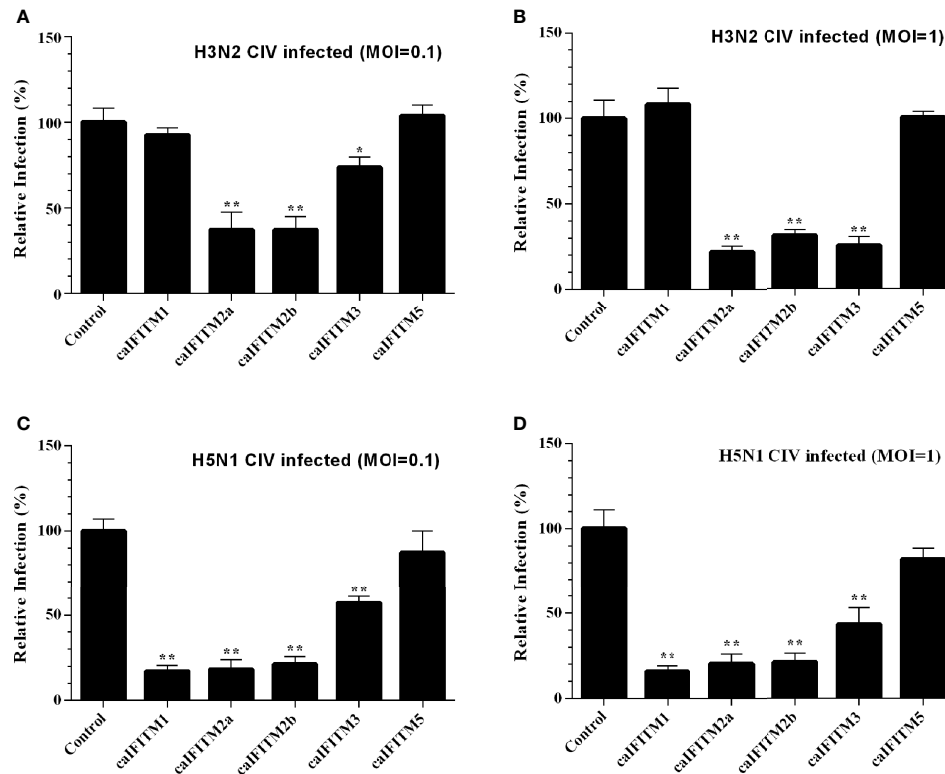 A
H3N2 CIV infected (MOI=0.1)
Relative Infection (%)
150
100
50
0
**
**
*
Control
caIFITM1
caIFITM2a
caIFITM2b
caIFITM3
caIFITM5
B
H3N2 CIV infected (MOI=1)
Relative Infection (%)
150
100
50
0
**
**
**
Control
caIFITM1
caIFITM2a
caIFITM2b
caIFITM3
caIFITM5
C
H5N1 CIV infected (MOI=0.1)
Relative Infection (%)
150
100
50
0
**
**
**
**
Control
caIFITM1
caIFITM2a
caIFITM2b
caIFITM3
caIFITM5
D
H5N1 CIV infected (MOI=1)
Relative Infection (%)
150
100
50
0
**
**
**
**
Control
caIFITM1
caIFITM2a
caIFITM2b
caIFITM3
caIFITM5